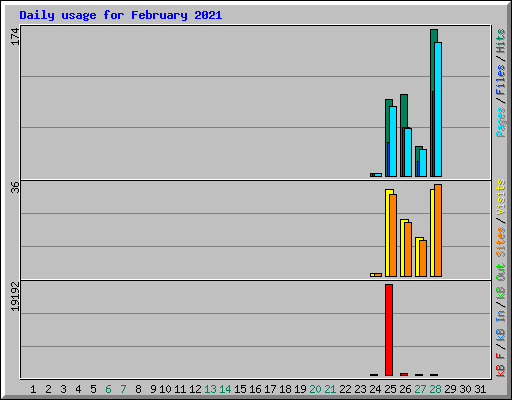 Daily usage for February 2021
174
Pages/Files/Hits
36
Sites/Visits
19192
kB F/kB In/kB Out
1 2 3 4 5 6 7 8 9 10 11 12 13 14 15 16 17 18 19 20 21 22 23 24 25 26 27 28 29 30 31